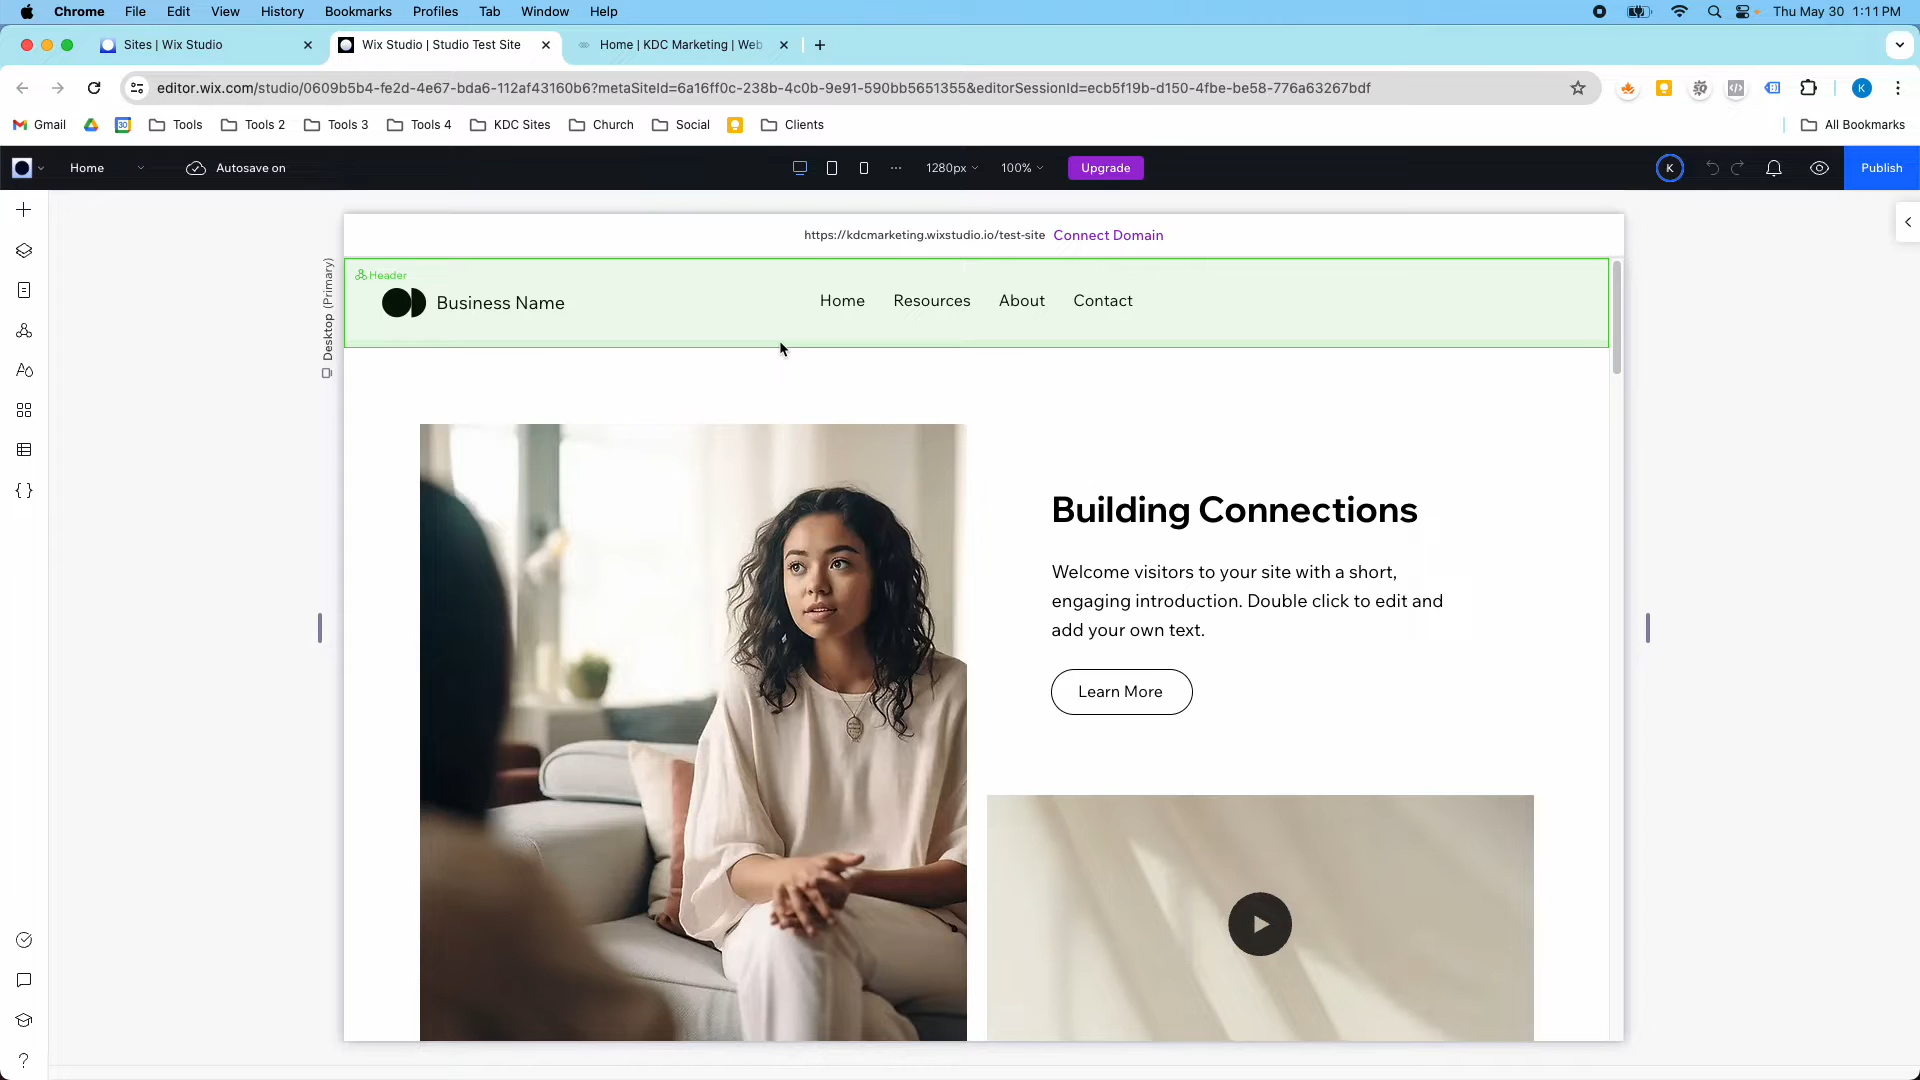 Chrome File Edit View History Bookmarks Profiles Tab Window Help Thu May 30 1:11 PM
Sites | Wix Studio Wix Studio | Studio Test Site Home | KDC Marketing | Web
editor.wix.com/studio/0609b5b4-fe2d-4e67-bda6-112af43160b6?metaSiteId=6a16ff0c-238b-4c0b-9e91-590bb5651355&editorSessionId=ecb5f19b-d150-4fbe-be58-776a63267bdf K
Gmail 30 Tools Tools 2 Tools 3 Tools 4 KDC Sites Church Social Clients All Bookmarks
Home Autosave on 1280px 100% Upgrade K Publish
https://kdcmarketing.wixstudio.io/test-site Connect Domain
Desktop (Primary)
Header
Business Name Home Resources About Contact
Building Connections
Welcome visitors to your site with a short,
engaging introduction. Double click to edit and
add your own text.
Learn More